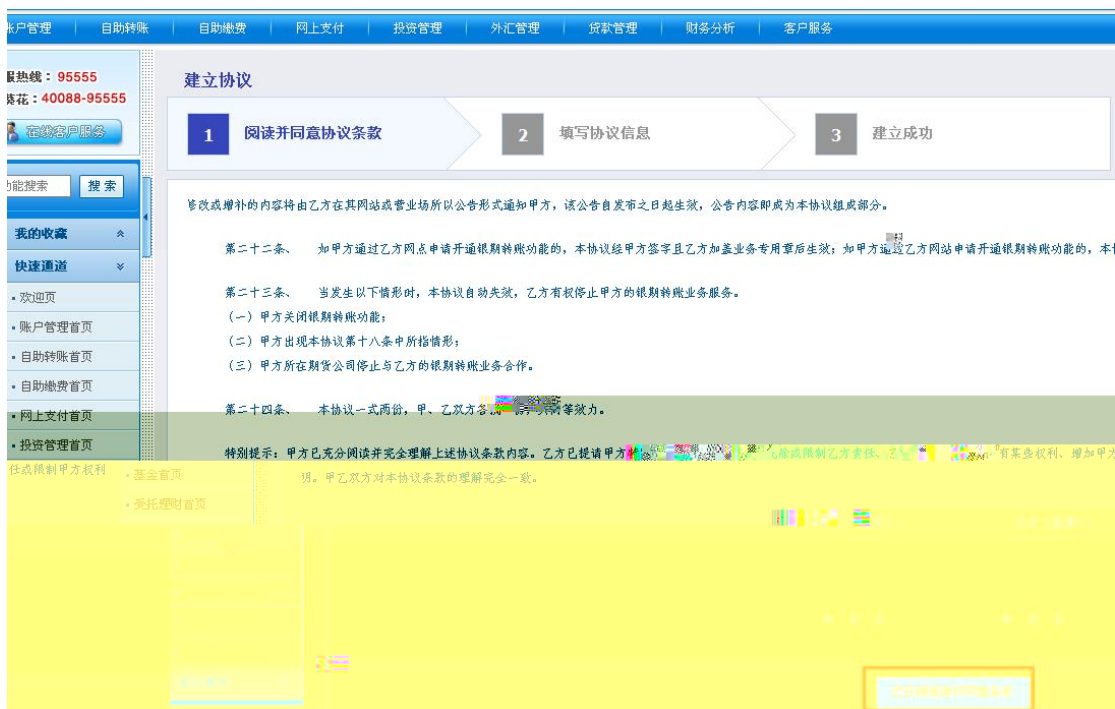 账户管理 自助转账 自助缴费 网上支付 投资管理 外汇管理 贷款管理 财务分析 客户服务
服热线：95555
葵花：40088-95555
在线客户服务
功能搜索 搜 索
我的收藏
快速通道
欢迎页
账户管理首页
自助转账首页
自助缴费首页
网上支付首页
投资管理首页
基金首页
受托理财首页
建立协议
1 阅读并同意协议条款 2 填写协议信息 3 建立成功
修改或增补的内容将由乙方在其网站或营业场所以公告形式通知甲方，该公告自发布之日起生效，公告内容即成为本协议组成部分。
第二十二条、 如甲方通过乙方网点申请开通银期转账功能的，本协议经甲方签字且乙方加盖业务专用章后生效；如甲方通过乙方网站申请开通银期转账功能的，本
第二十三条、 当发生以下情形时，本协议自动失效，乙方有权停止甲方的银期转账业务服务。
（一）甲方关闭银期转账功能；
（二）甲方出现本协议第十八条中所指情形；
（三）甲方所在期货公司停止与乙方的银期转账业务合作。
第二十四条、 本协议一式两份，甲、乙双方各 等效力。
特别提示：甲方已充分阅读并完全理解上述协议条款内容。乙方已提请甲方 除或限制乙方责任、 有某些权利、增加甲方
任或限制甲方权利
明。甲乙双方对本协议条款的理解完全一致。